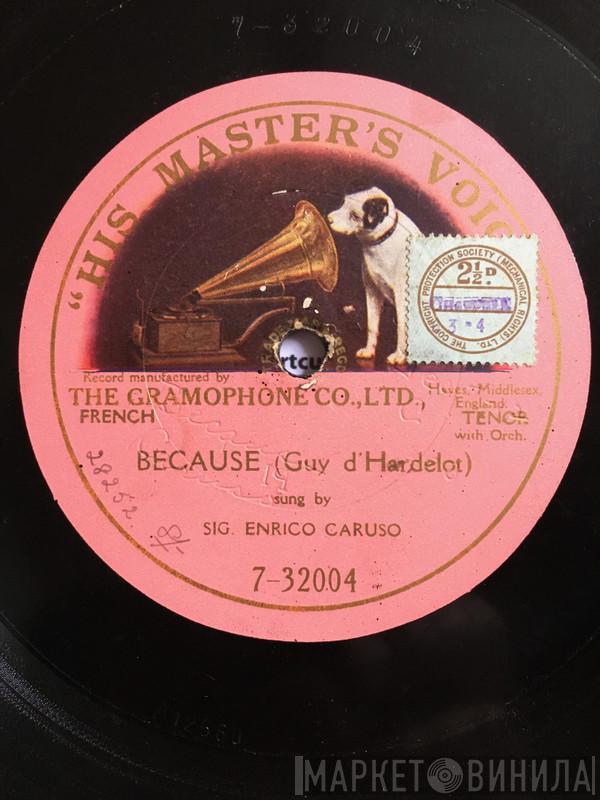 7-32004
"HIS MASTER'S VOICE
2½D.
THE COPYRIGHT PROTECTION SOCIETY (MECHANICAL RIGHTS) LTD.
3-4
Record manufactured by
THE GRAMOPHONE CO., LTD.,
Hayes, Middlesex,
England.
FRENCH
TENOR
with Orch.
BECAUSE (Guy d'Hardelot)
sung by
SIG. ENRICO CARUSO
28252
8/-
7-32004
МАРКЕТ ВИНИЛА